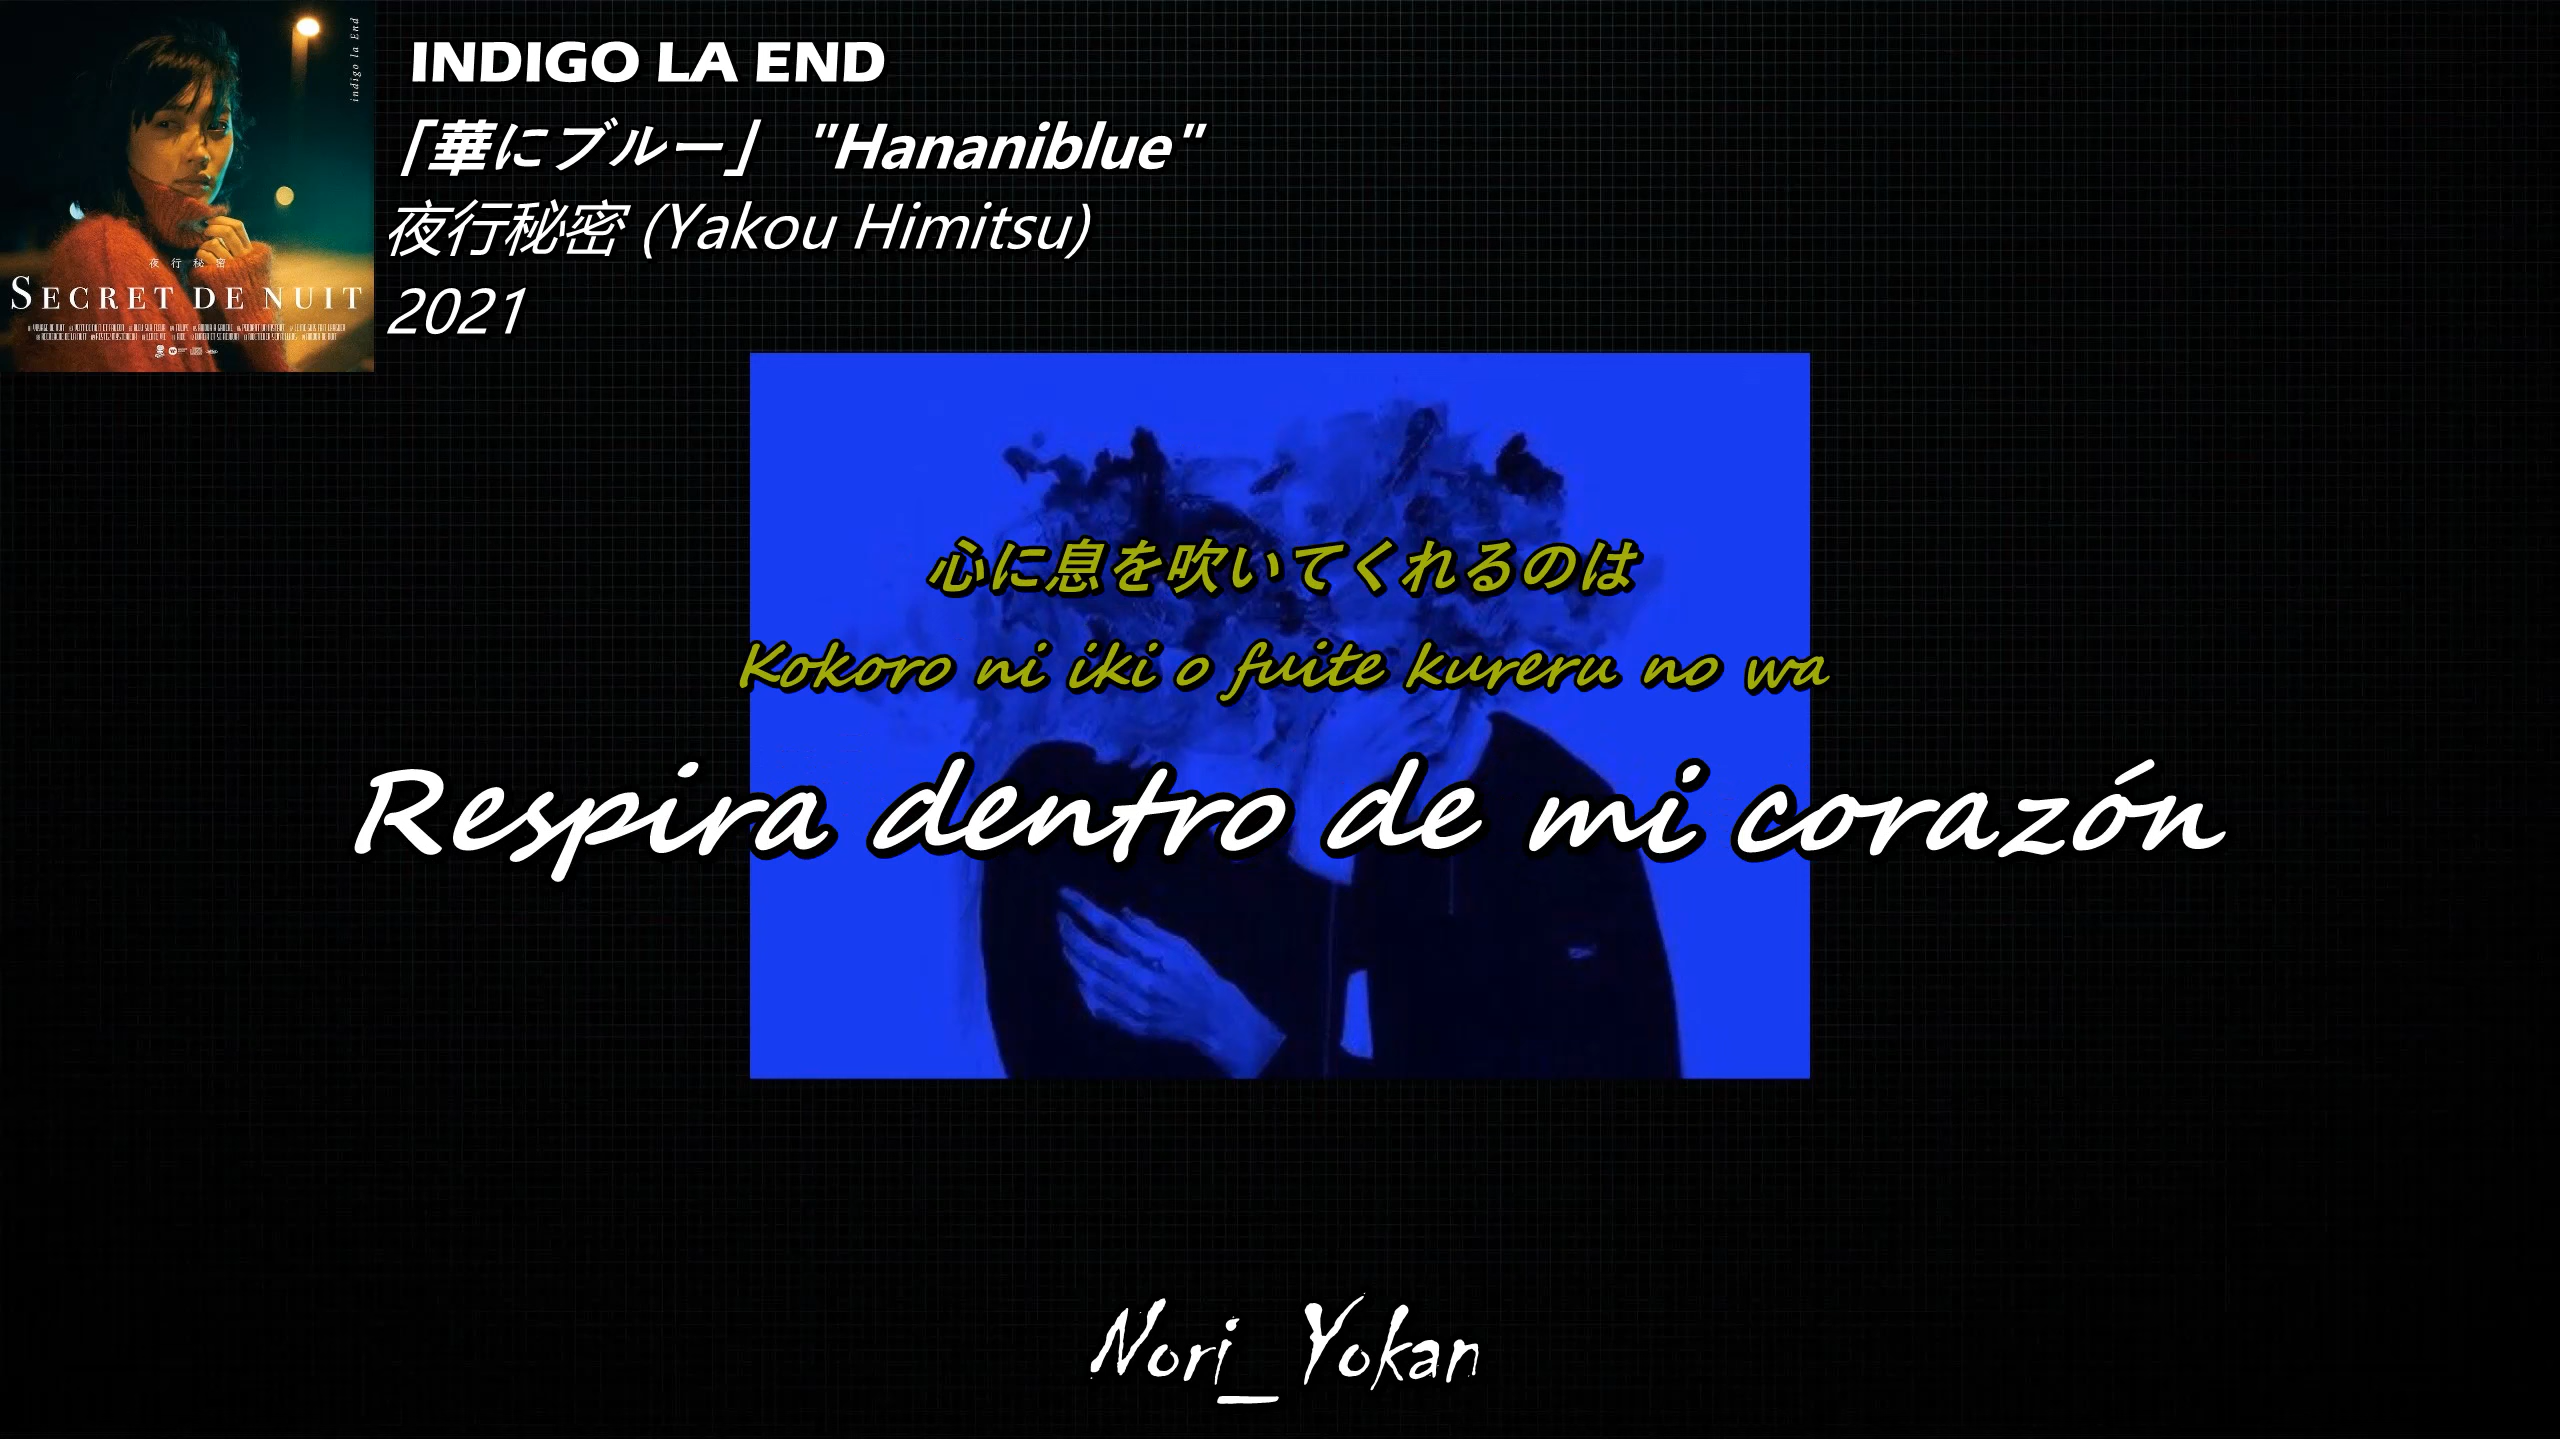 indigo la End
夜行秘密
SECRET DE NUIT
INDIGO LA END
「華にブルー」 "Hananiblue"
夜行秘密 (Yakou Himitsu)
2021
心に息を吹いてくれるのは
Kokoro ni iki o fuite kureru no wa
Respira dentro de mi corazón
Nori_Yokan